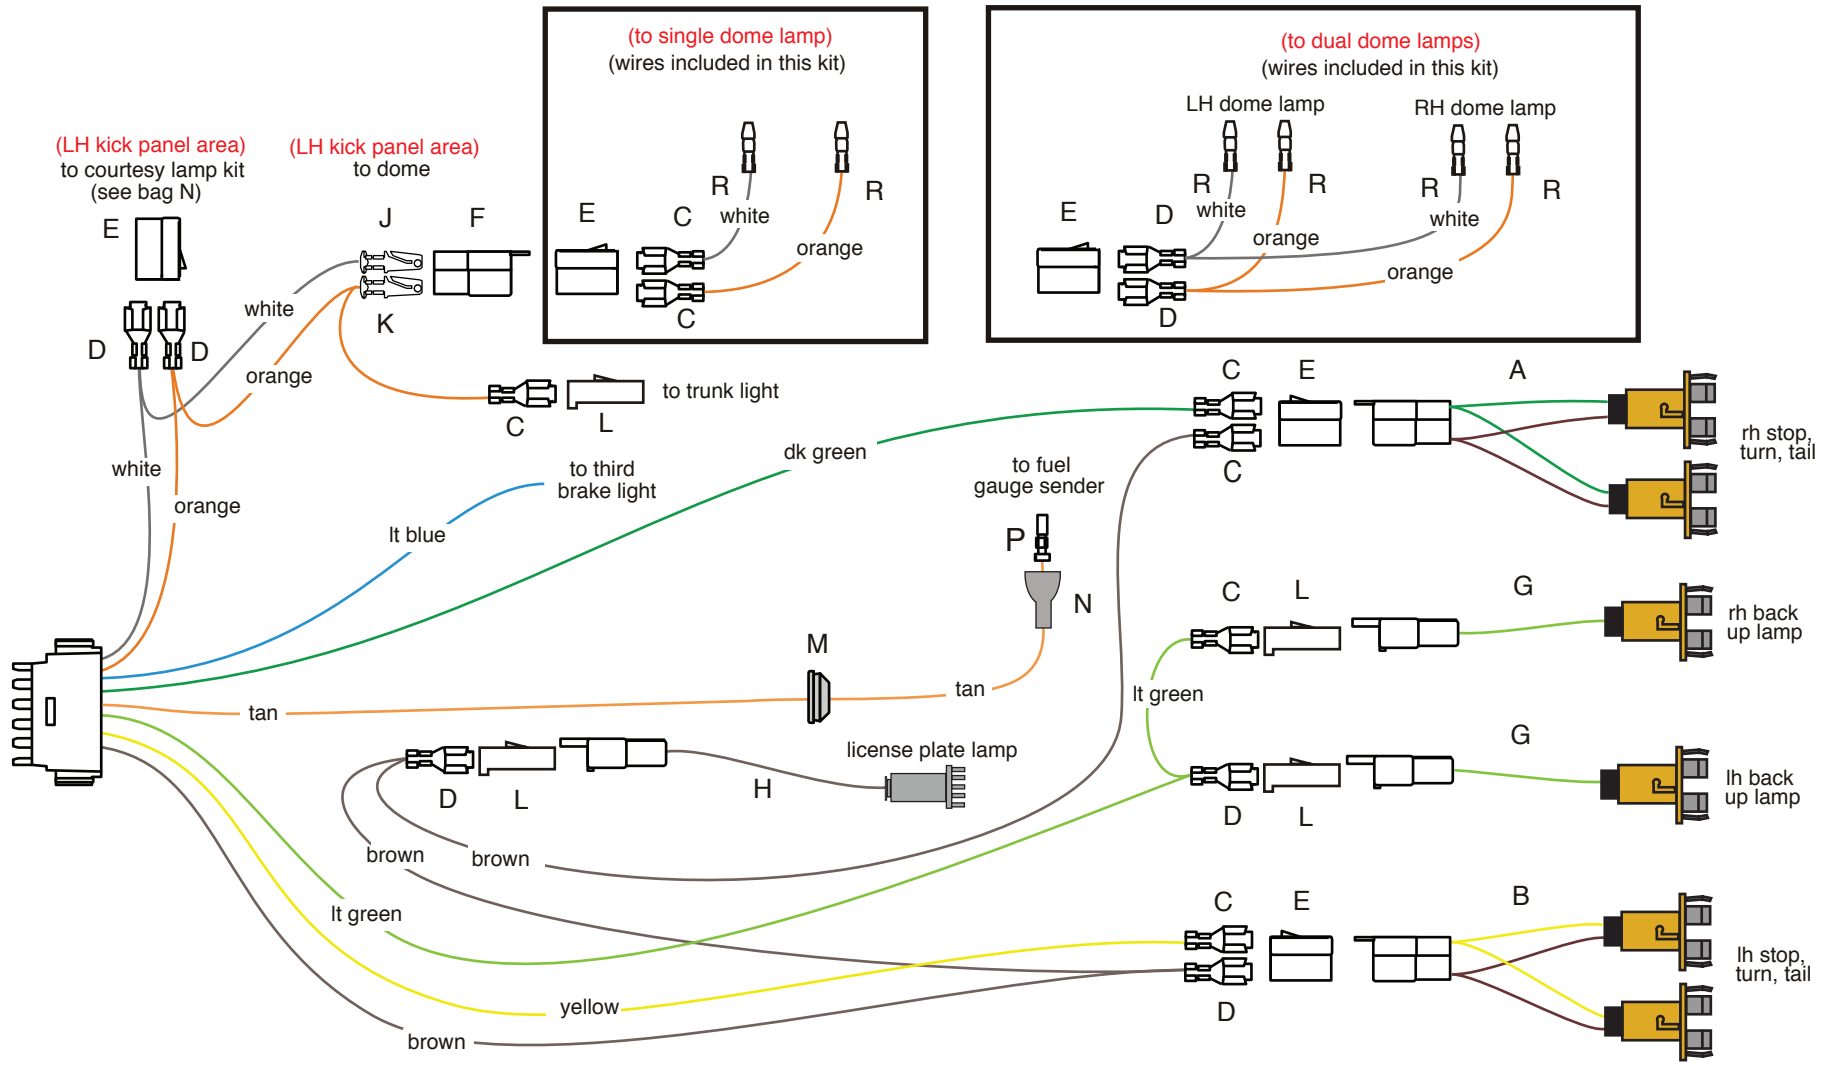 (to single dome lamp)
(wires included in this kit)
R
white
R
orange
E
C
C
(to dual dome lamps)
(wires included in this kit)
LH dome lamp
RH dome lamp
R
white
R
orange
R
white
R
orange
E
D
D
(LH kick panel area)
to courtesy lamp kit
(see bag N)
E
D
D
(LH kick panel area)
to dome
J
F
K
white
orange
white
orange
C
L
to trunk light
to third
brake light
lt blue
dk green
to fuel
gauge sender
P
N
M
tan
tan
C
E
A
C
rh stop,
turn, tail
C
L
G
rh back
up lamp
lt green
G
D
L
lh back
up lamp
license plate lamp
D
L
H
brown
brown
lt green
yellow
brown
C
E
B
D
lh stop,
turn, tail